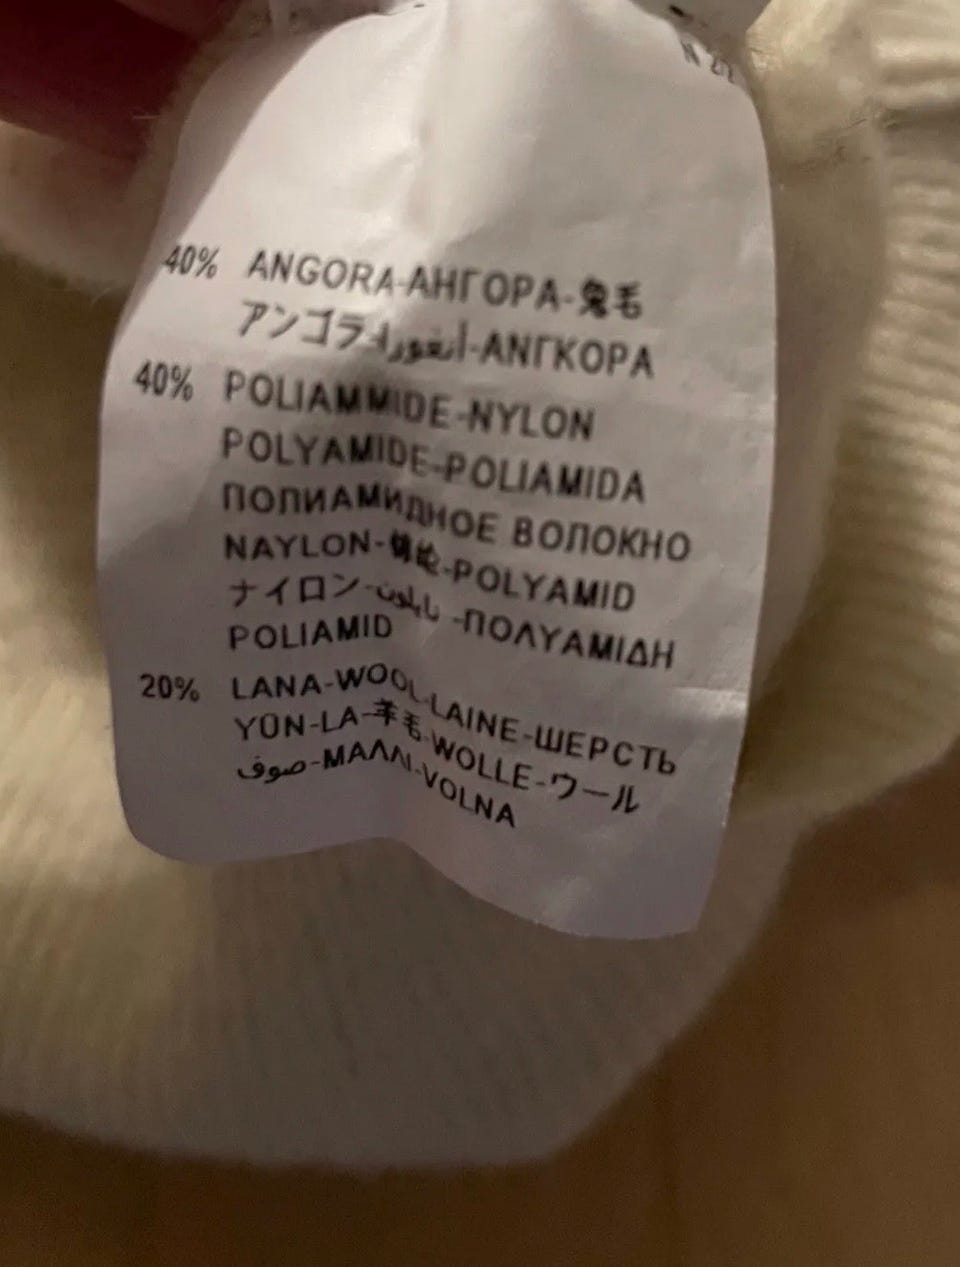 40% ANGORA-АНГОРА-兔毛
アンゴラ-أنغورا-ΑΝΓΚΟΡΑ
40% POLIAMMIDE-NYLON
POLYAMIDE-POLIAMIDA
ПОЛИАМИДНОЕ ВОЛОКНО
NAYLON-锦纶-POLYAMID
ナイロン-نايلون-ΠΟΛΥΑΜΙΔΗ
POLIAMID
20% LANA-WOOL-LAINE-ШЕРСТЬ
YÜN-LA-羊毛-WOLLE-ウール
صوف-ΜΑΛΛΙ-VOLNA